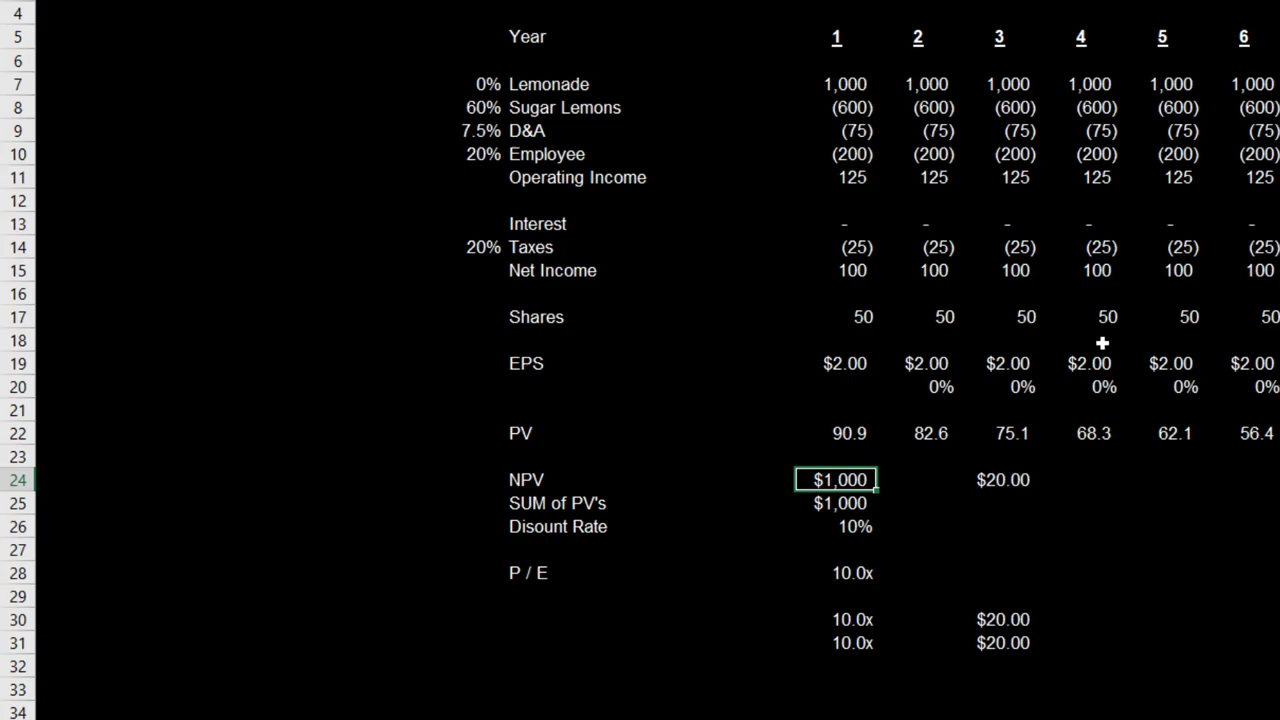 4
5 Year 1 2 3 4 5 6
6
7 0% Lemonade 1,000 1,000 1,000 1,000 1,000 1,000
8 60% Sugar Lemons (600) (600) (600) (600) (600) (600)
9 7.5% D&A (75) (75) (75) (75) (75) (75)
10 20% Employee (200) (200) (200) (200) (200) (200)
11 Operating Income 125 125 125 125 125 125
12
13 Interest - - - - - -
14 20% Taxes (25) (25) (25) (25) (25) (25)
15 Net Income 100 100 100 100 100 100
16
17 Shares 50 50 50 50 50 50
18
19 EPS $2.00 $2.00 $2.00 $2.00 $2.00 $2.00
20 0% 0% 0% 0% 0%
21
22 PV 90.9 82.6 75.1 68.3 62.1 56.4
23
24 NPV $1,000 $20.00
25 SUM of PV's $1,000
26 Disount Rate 10%
27
28 P / E 10.0x
29
30 10.0x $20.00
31 10.0x $20.00
32
33
34